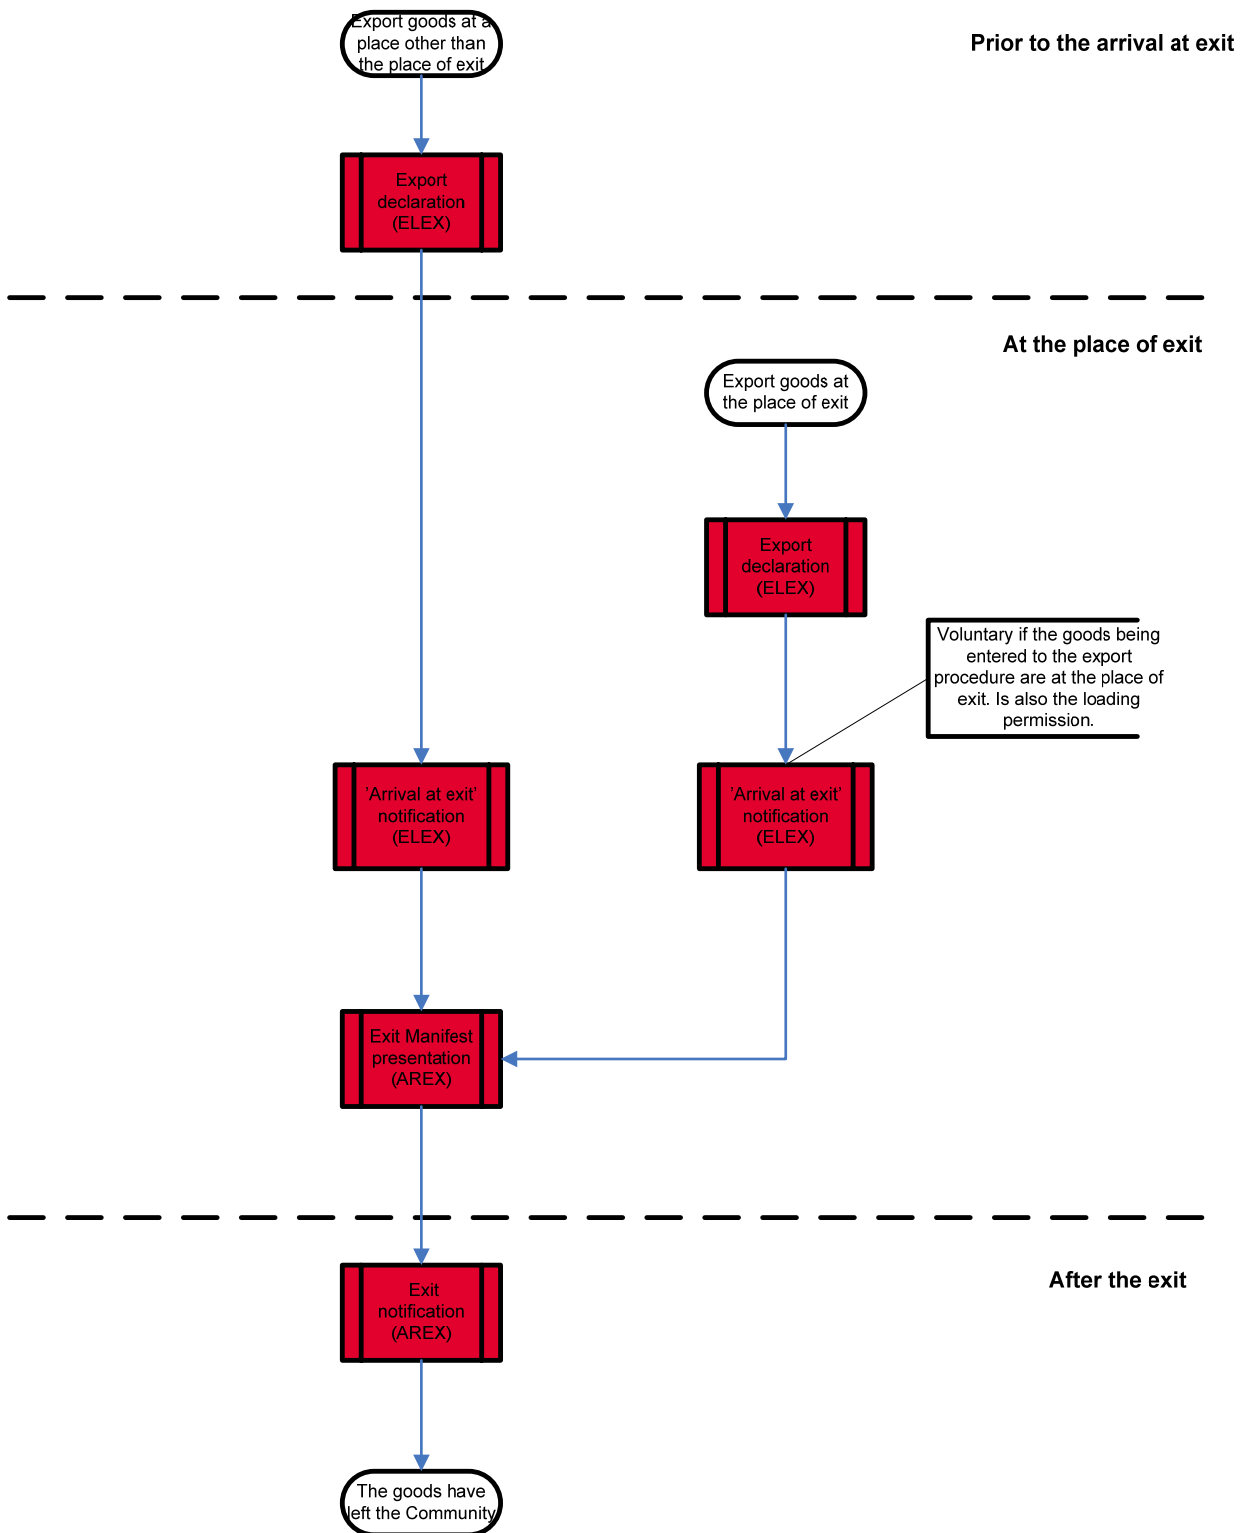 Export goods at a
place other than
the place of exit
Prior to the arrival at exit
Export
declaration
(ELEX)
At the place of exit
Export goods at
the place of exit
Export
declaration
(ELEX)
Voluntary if the goods being
entered to the export
procedure are at the place of
exit. Is also the loading
permission.
'Arrival at exit'
notification
(ELEX)
'Arrival at exit'
notification
(ELEX)
Exit Manifest
presentation
(AREX)
After the exit
Exit
notification
(AREX)
The goods have
left the Community